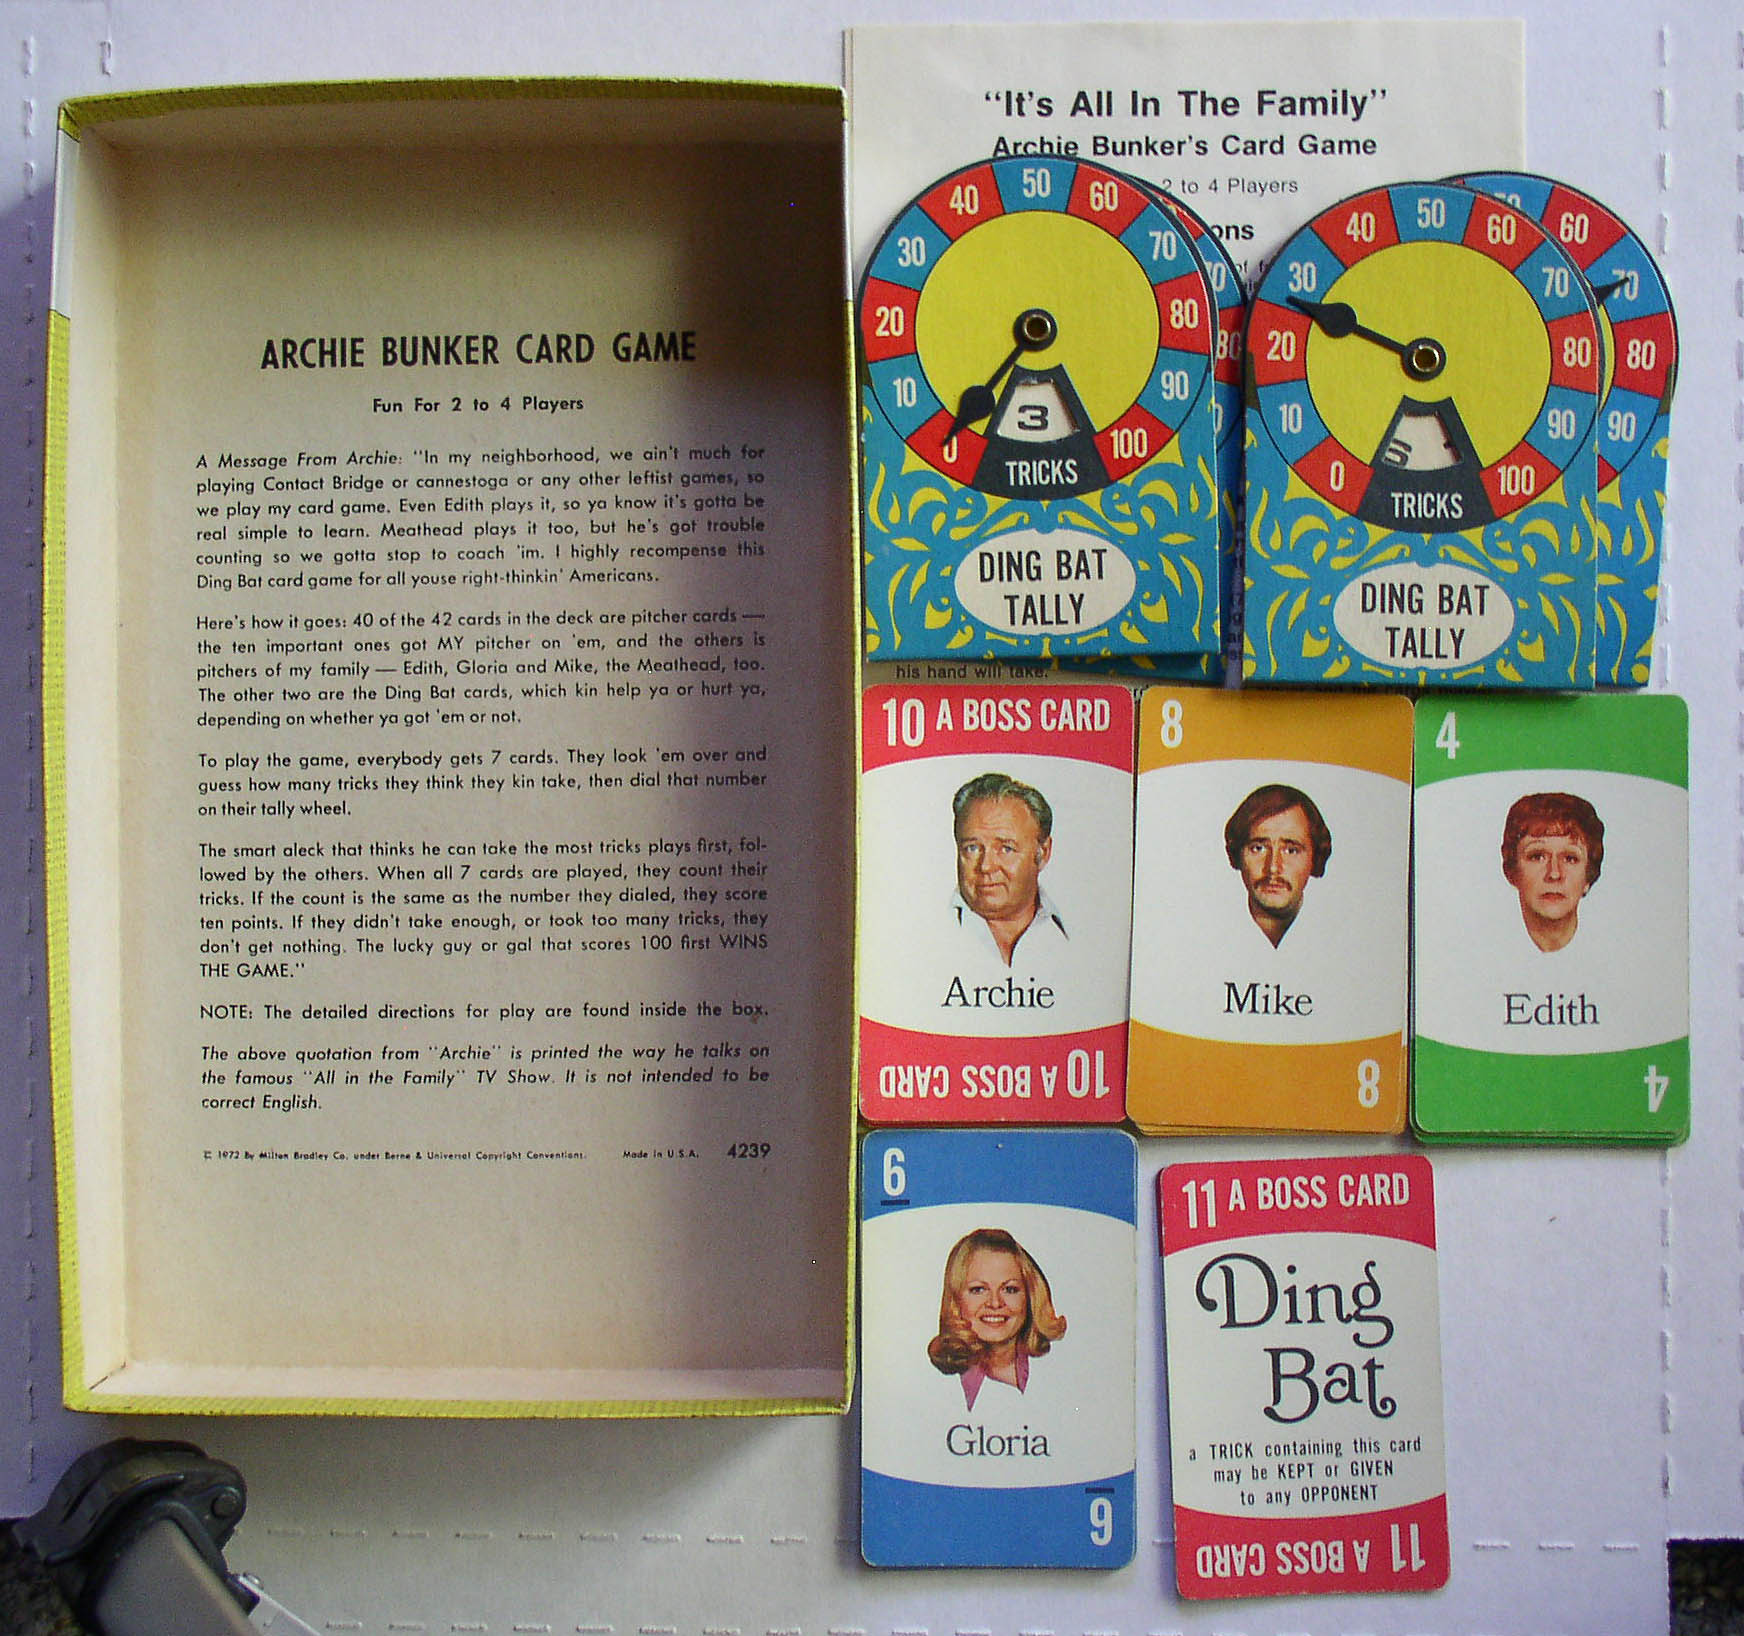 ARCHIE BUNKER CARD GAME
Fun For 2 to 4 Players
A Message From Archie: "In my neighborhood, we ain't much for
playing Contact Bridge or cannestoga or any other leftist games, so
we play my card game. Even Edith plays it, so ya know it's gotta be
real simple to learn. Meathead plays it too, but he's got trouble
counting so we gotta stop to coach 'im. I highly recompense this
Ding Bat card game for all youse right-thinkin' Americans.
Here's how it goes: 40 of the 42 cards in the deck are pitcher cards —
the ten important ones got MY pitcher on 'em, and the others is
pitchers of my family — Edith, Gloria and Mike, the Meathead, too.
The other two are the Ding Bat cards, which kin help ya or hurt ya,
depending on whether ya got 'em or not.
To play the game, everybody gets 7 cards. They look 'em over and
guess how many tricks they think they kin take, then dial that number
on their tally wheel.
The smart aleck that thinks he can take the most tricks plays first, fol-
lowed by the others. When all 7 cards are played, they count their
tricks. If the count is the same as the number they dialed, they score
ten points. If they didn't take enough, or took too many tricks, they
don't get nothing. The lucky guy or gal that scores 100 first WINS
THE GAME."
NOTE: The detailed directions for play are found inside the box.
The above quotation from "Archie" is printed the way he talks on
the famous "All in the Family" TV Show. It is not intended to be
correct English.
© 1972 By Milton Bradley Co. under Berne & Universal Copyright Conventions. Made in U.S.A. 4239
"It's All In The Family"
Archie Bunker's Card Game
2 to 4 Players
his hand will take.
0 10 20 30 40 50 60 70 80 90 100
3
TRICKS
DING BAT
TALLY
70
80
0 10 20 30 40 50 60 70 80 90 100
5
TRICKS
DING BAT
TALLY
60
70
80
90
10 A BOSS CARD
Archie
10 A BOSS CARD
8
Mike
8
4
Edith
4
6
Gloria
6
11 A BOSS CARD
Ding
Bat
a TRICK containing this card
may be KEPT or GIVEN
to any OPPONENT
11 A BOSS CARD